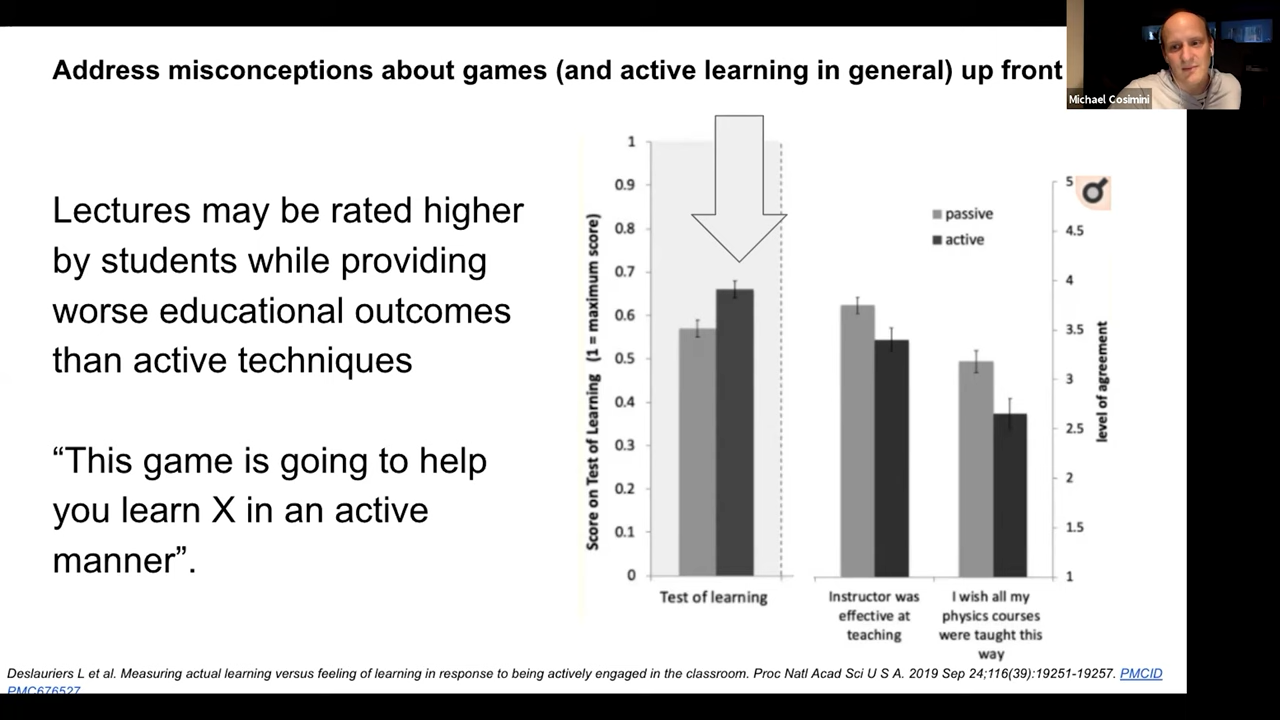 Address misconceptions about games (and active learning in general) up front
Michael Cosimini
Lectures may be rated higher
by students while providing
worse educational outcomes
than active techniques
“This game is going to help
you learn X in an active
manner”.
Score on Test of Learning (1 = maximum score)
1
0.9
0.8
0.7
0.6
0.5
0.4
0.3
0.2
0.1
0
Test of learning
passive
active
5
4.5
4
3.5
3
2.5
2
1.5
1
level of agreement
Instructor was
effective at
teaching
I wish all my
physics courses
were taught this
way
Deslauriers L et al. Measuring actual learning versus feeling of learning in response to being actively engaged in the classroom. Proc Natl Acad Sci U S A. 2019 Sep 24;116(39):19251-19257. PMCID
PMC676527